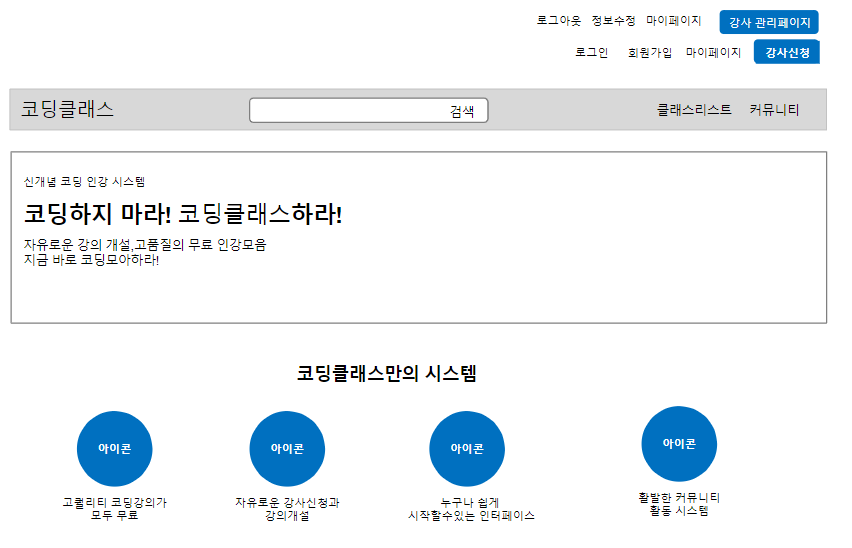 로그아웃 정보수정 마이페이지 강사 관리페이지
로그인 회원가입 마이페이지 강사신청
코딩클래스 검색 클래스리스트 커뮤니티
신개념 코딩 인강 시스템
코딩하지 마라! 코딩클래스하라!
자유로운 강의 개설,고품질의 무료 인강모음
지금 바로 코딩모아하라!
코딩클래스만의 시스템
아이콘 아이콘 아이콘 아이콘
고퀄리티 코딩강의가
모두 무료
자유로운 강사신청과
강의개설
누구나 쉽게
시작할수있는 인터페이스
활발한 커뮤니티
활동 시스템